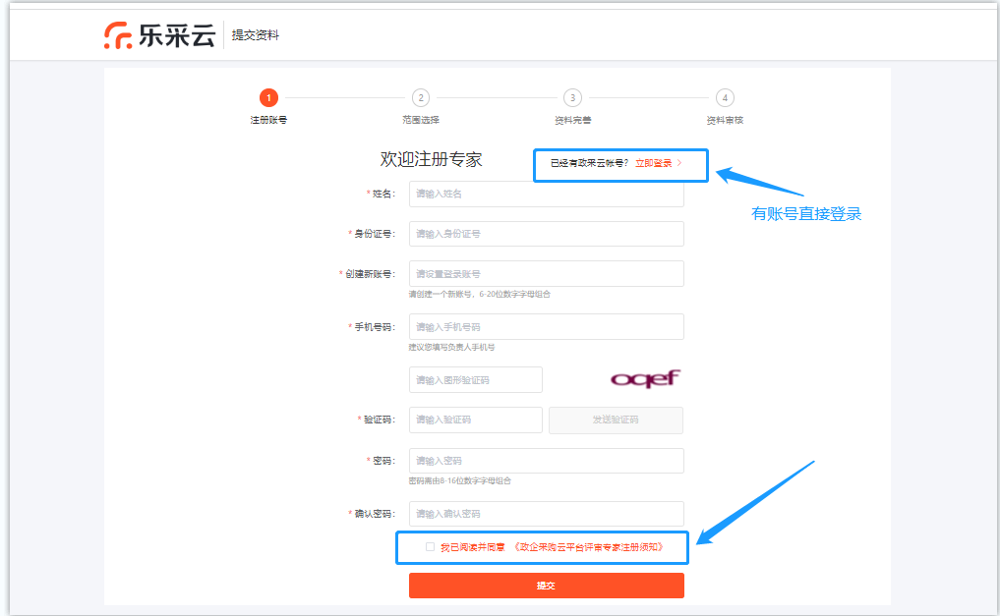 乐采云 提交资料
1 2 3 4
注册账号 范围选择 资料完善 资料审核
欢迎注册专家 已经有政采云帐号? 立即登录 >
* 姓名: 请输入姓名
有账号直接登录
* 身份证号: 请输入身份证号
* 创建新账号: 请设置登录账号
请创建一个新账号，6-20位数字字母组合
* 手机号码: 请输入手机号码
建议您填写负责人手机号
请输入图形验证码 oqef
* 验证码: 请输入验证码 发送验证码
* 密码: 请输入密码
密码需由8-16位数字字母组合
* 确认密码: 请输入确认密码
我已阅读并同意 《政企采购云平台评审专家注册须知》
提交